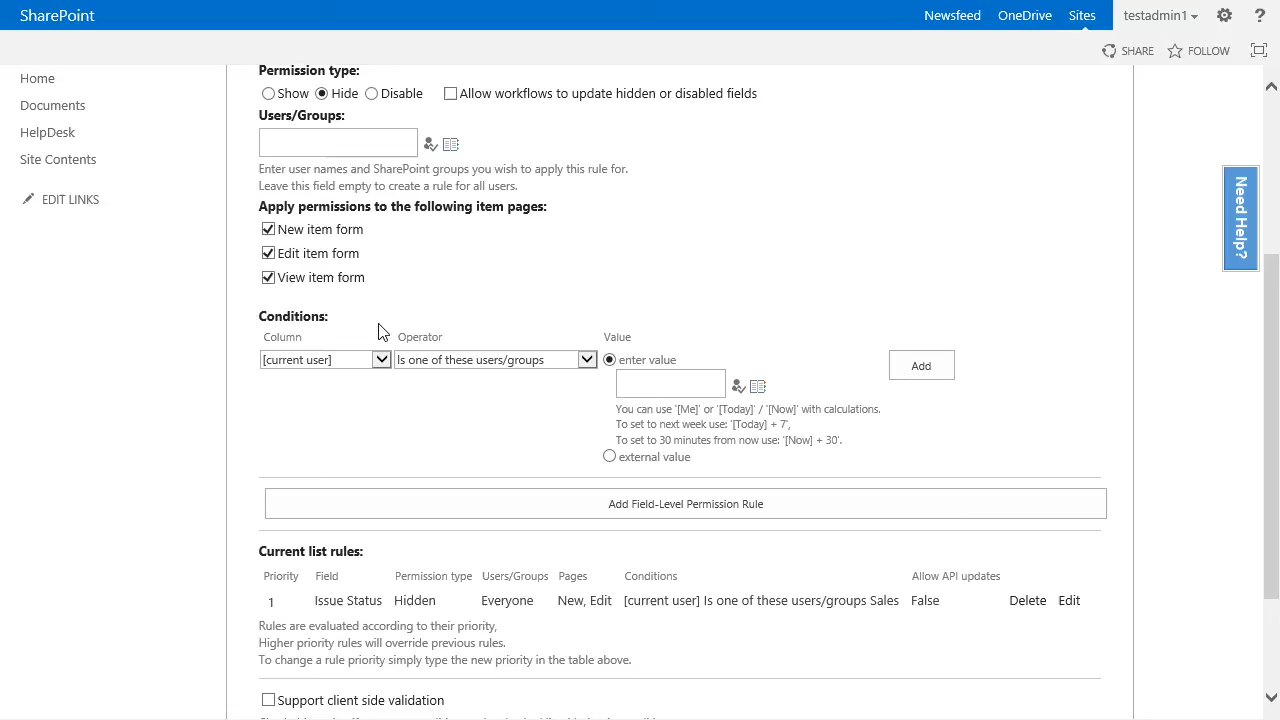 SharePoint
Newsfeed OneDrive Sites testadmin1 ?
SHARE FOLLOW
Home
Documents
HelpDesk
Site Contents
EDIT LINKS
Permission type:
Show Hide Disable Allow workflows to update hidden or disabled fields
Users/Groups:
Enter user names and SharePoint groups you wish to apply this rule for.
Leave this field empty to create a rule for all users.
Apply permissions to the following item pages:
New item form
Edit item form
View item form
Conditions:
Column Operator Value
[current user] Is one of these users/groups enter value Add
You can use '[Me]' or '[Today]' / '[Now]' with calculations.
To set to next week use: '[Today] + 7',
To set to 30 minutes from now use: '[Now] + 30'.
external value
Add Field-Level Permission Rule
Current list rules:
Priority Field Permission type Users/Groups Pages Conditions Allow API updates
1 Issue Status Hidden Everyone New, Edit [current user] Is one of these users/groups Sales False Delete Edit
Rules are evaluated according to their priority,
Higher priority rules will override previous rules.
To change a rule priority simply type the new priority in the table above.
Support client side validation
Need Help?